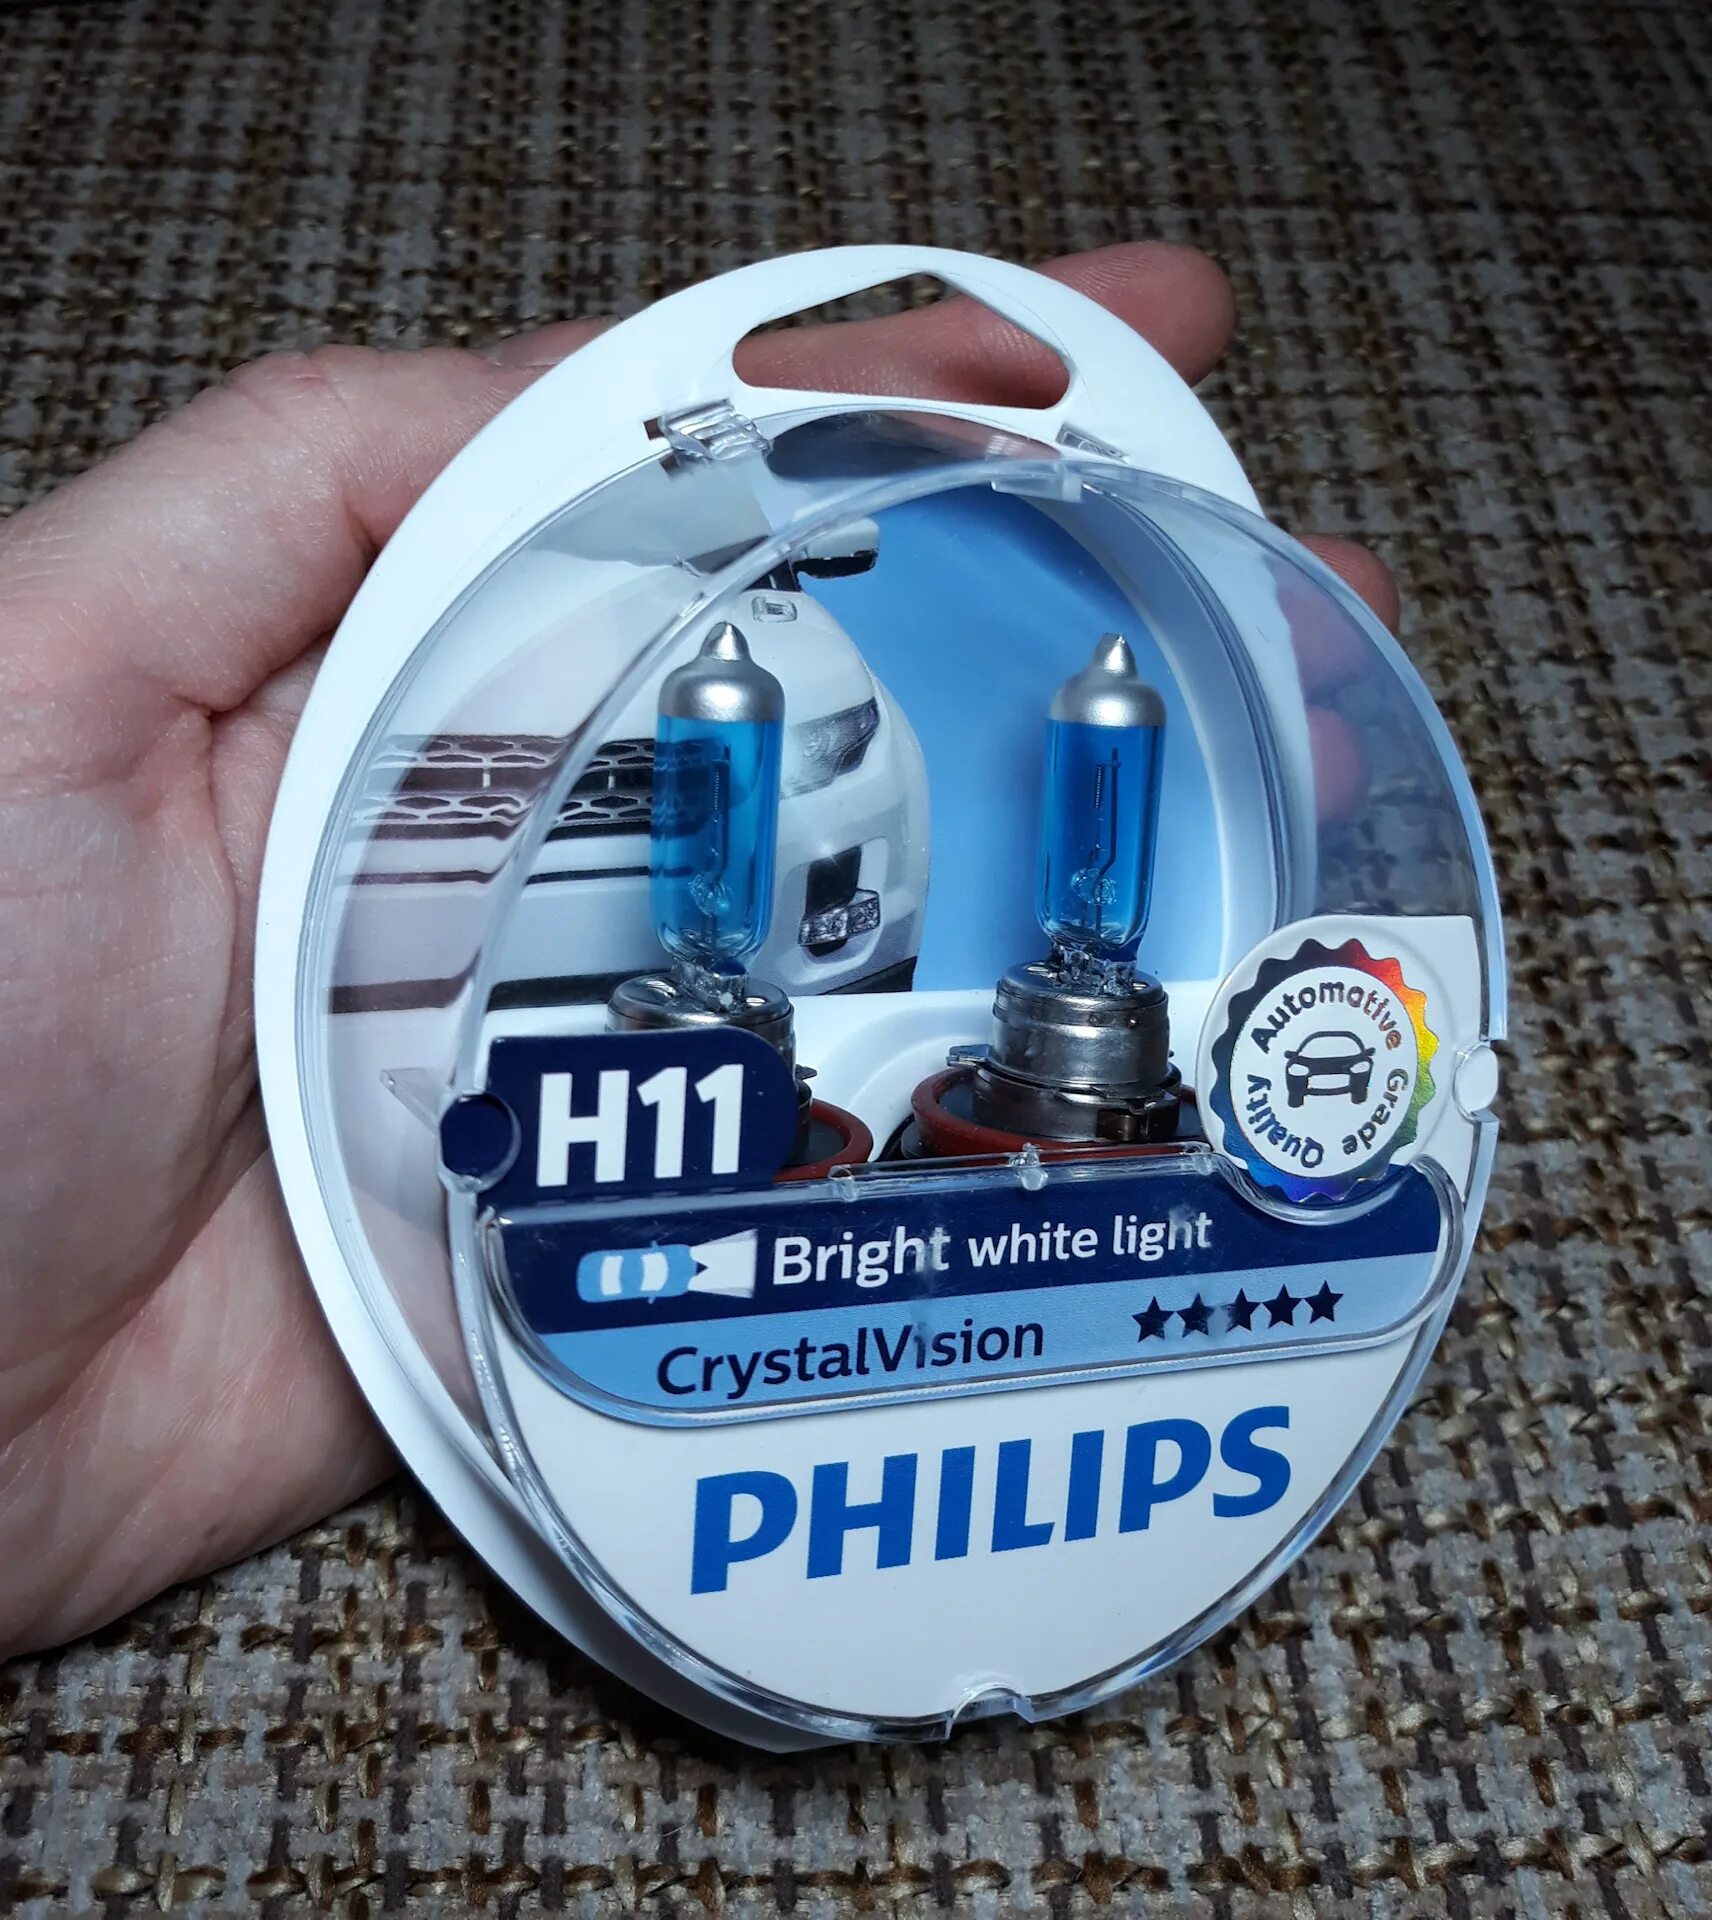 H11
Automotive Grade Quality
Bright white light
CrystalVision
PHILIPS